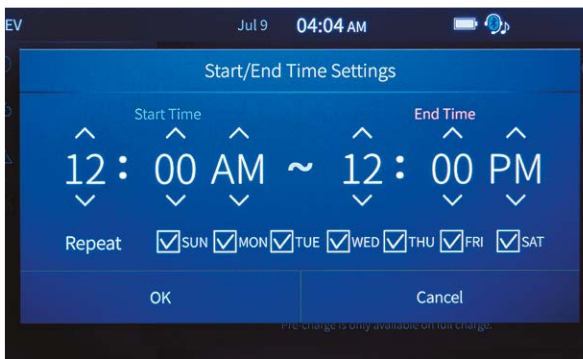 EV Jul 9 04:04 AM
Start/End Time Settings
Start Time End Time
12 : 00 AM ~ 12 : 00 PM
Repeat SUN MON TUE WED THU FRI SAT
OK Cancel
Pre-charge is only available on full charge.